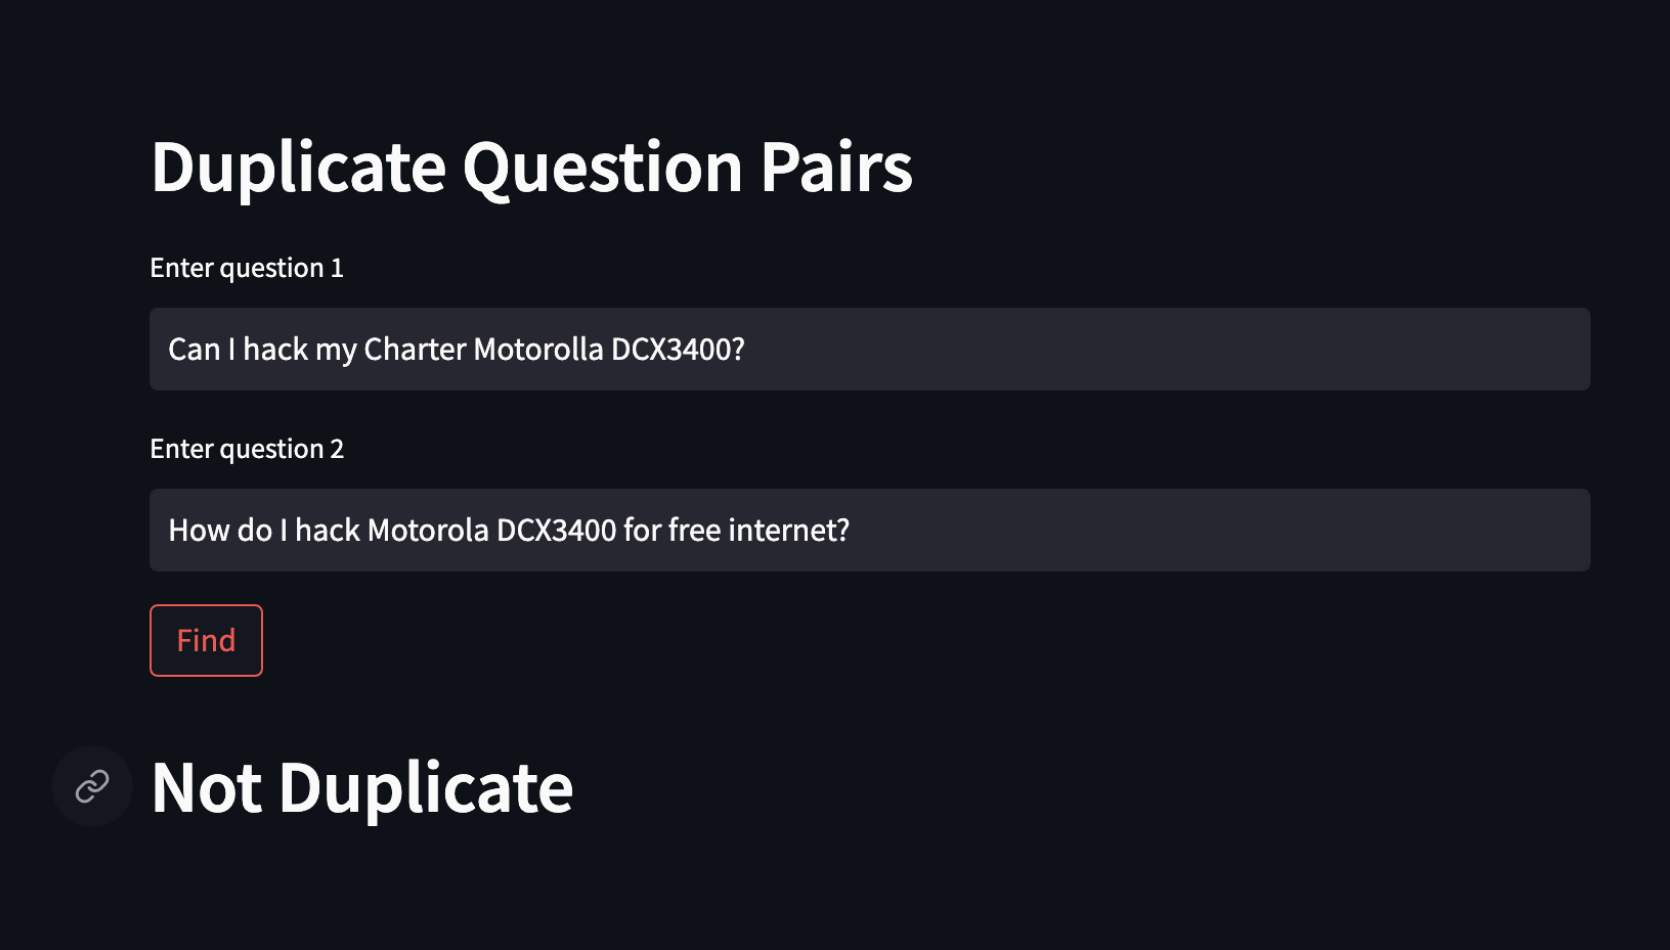 Duplicate Question Pairs
Enter question 1
Can I hack my Charter Motorolla DCX3400?
Enter question 2
How do I hack Motorola DCX3400 for free internet?
Find
Not Duplicate